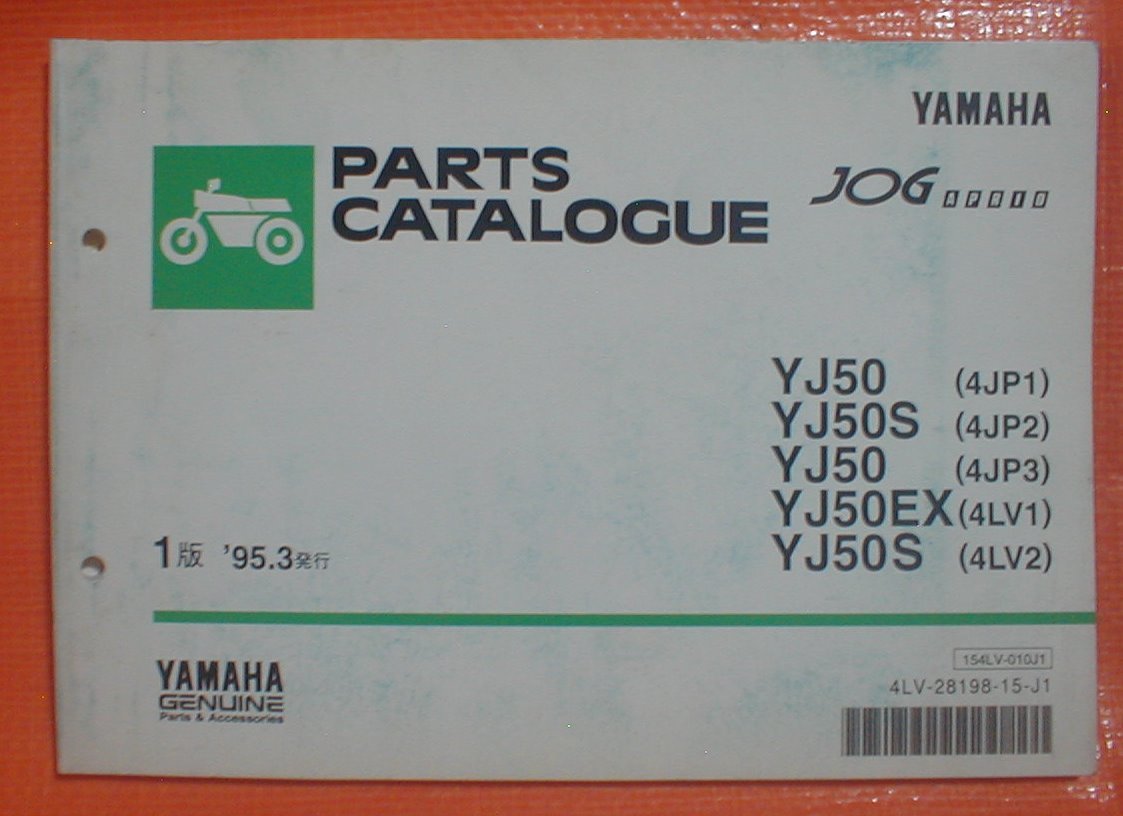 YAMAHA
JOG APRIO
PARTS
CATALOGUE
YJ50 (4JP1)
YJ50S (4JP2)
YJ50 (4JP3)
YJ50EX (4LV1)
YJ50S (4LV2)
1版 '95.3発行
YAMAHA
GENUINE
Parts & Accessories
154LV-010J1
4LV-28198-15-J1